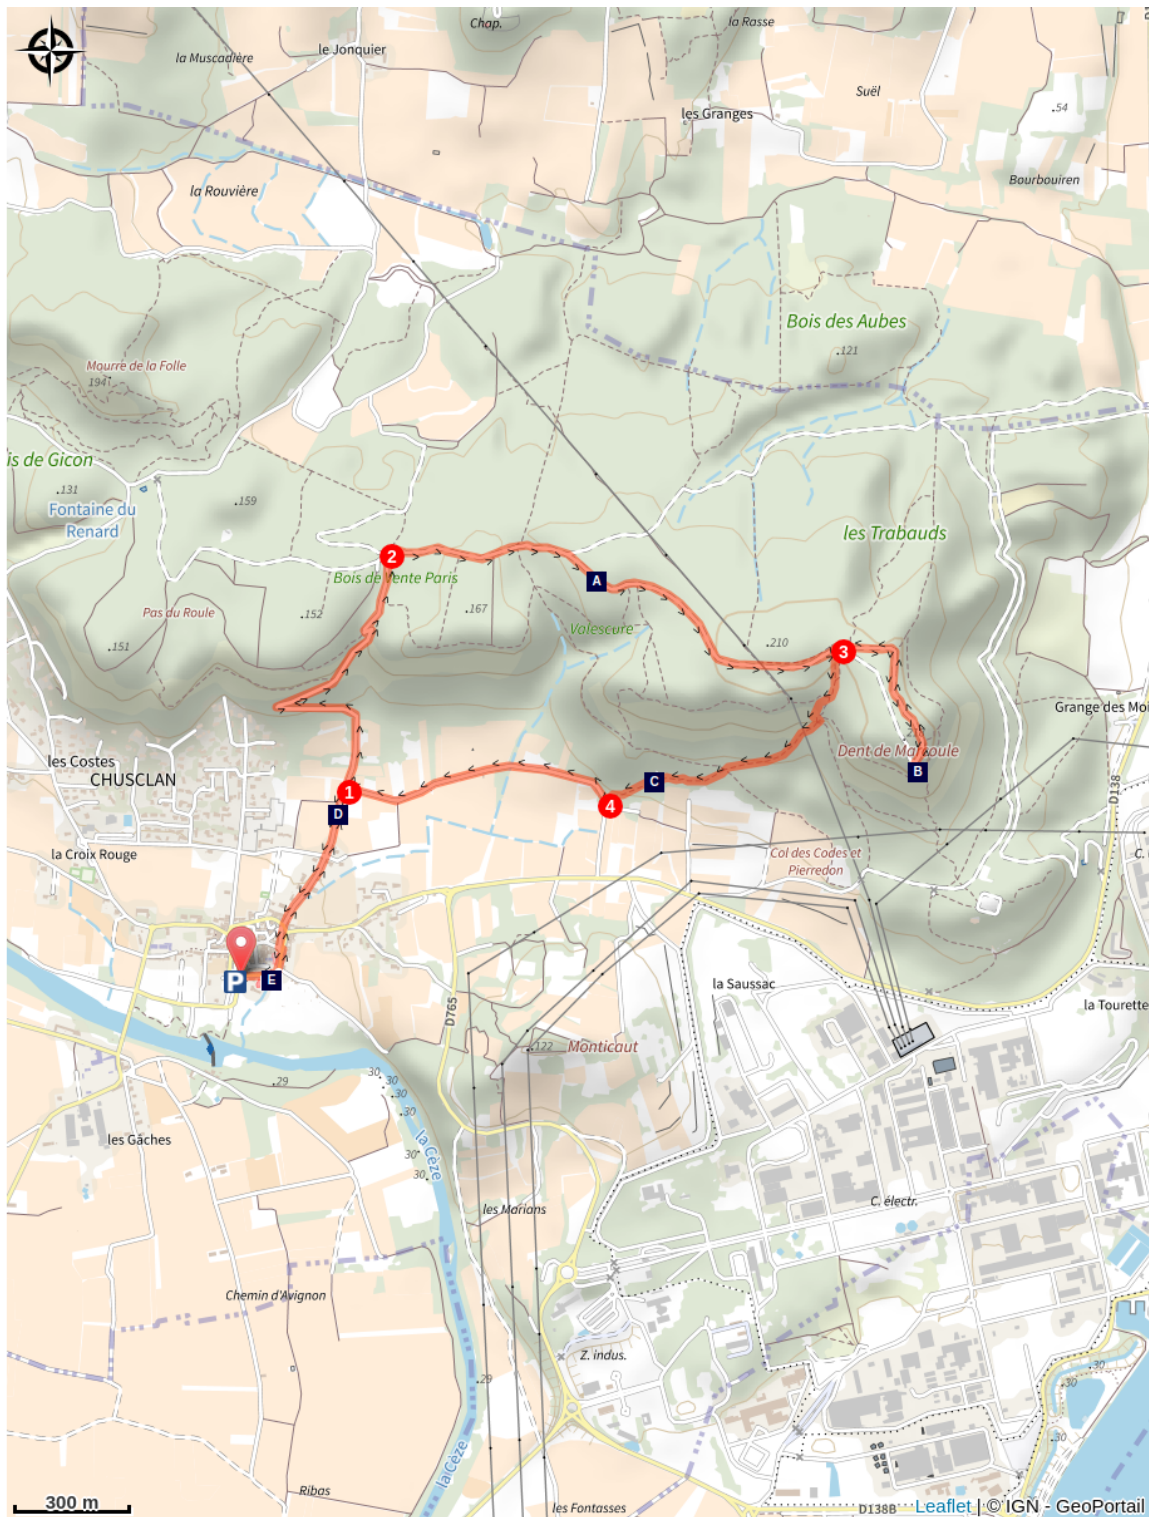 Chap.
la Rasse
la Muscadière
le Jonquier
Suël
les Granges
.54
la Rouvière
Bourbouiren
Bois des Aubes
.121
Mourre de la Folle
194
is de Gicon
.131
.159
Fontaine du
Renard
les Trabauds
2
Bois de Vente Paris
A
Pas du Roule
.152
.167
Valescure
.151
.210
3
Grange des Moi
les Costes
CHUSCLAN
Dent de Marcoule
B
C
1
4
D
D138
la Croix Rouge
Col des Codes et
Pierredon
C.
P
E
la Saussac
D765
la Tourette
.122
Monticaut
.29
30
30
.30
.30
30
30
les Gâches
la Cèze
les Marians
C. électr.
Chemin d'Avignon
Z. indus.
.30
.30
.29
.30
la Cèze
Ribas
300 m
les Fontasses
D138B
Leaflet | © IGN - GeoPortail